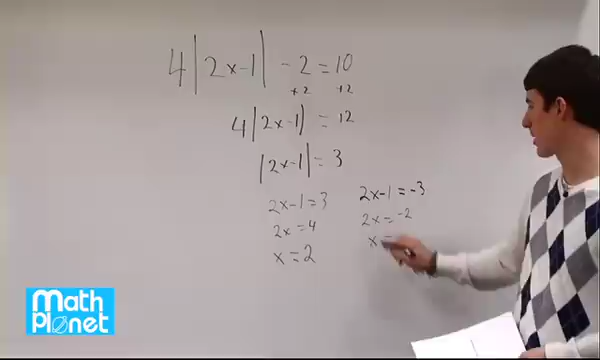 4|2x-1| -2=10
+2 +2
4|2x-1| =12
|2x-1|=3
2x-1=3
2x=4
x=2
2x-1=-3
2x=-2
x=
Math
Planet